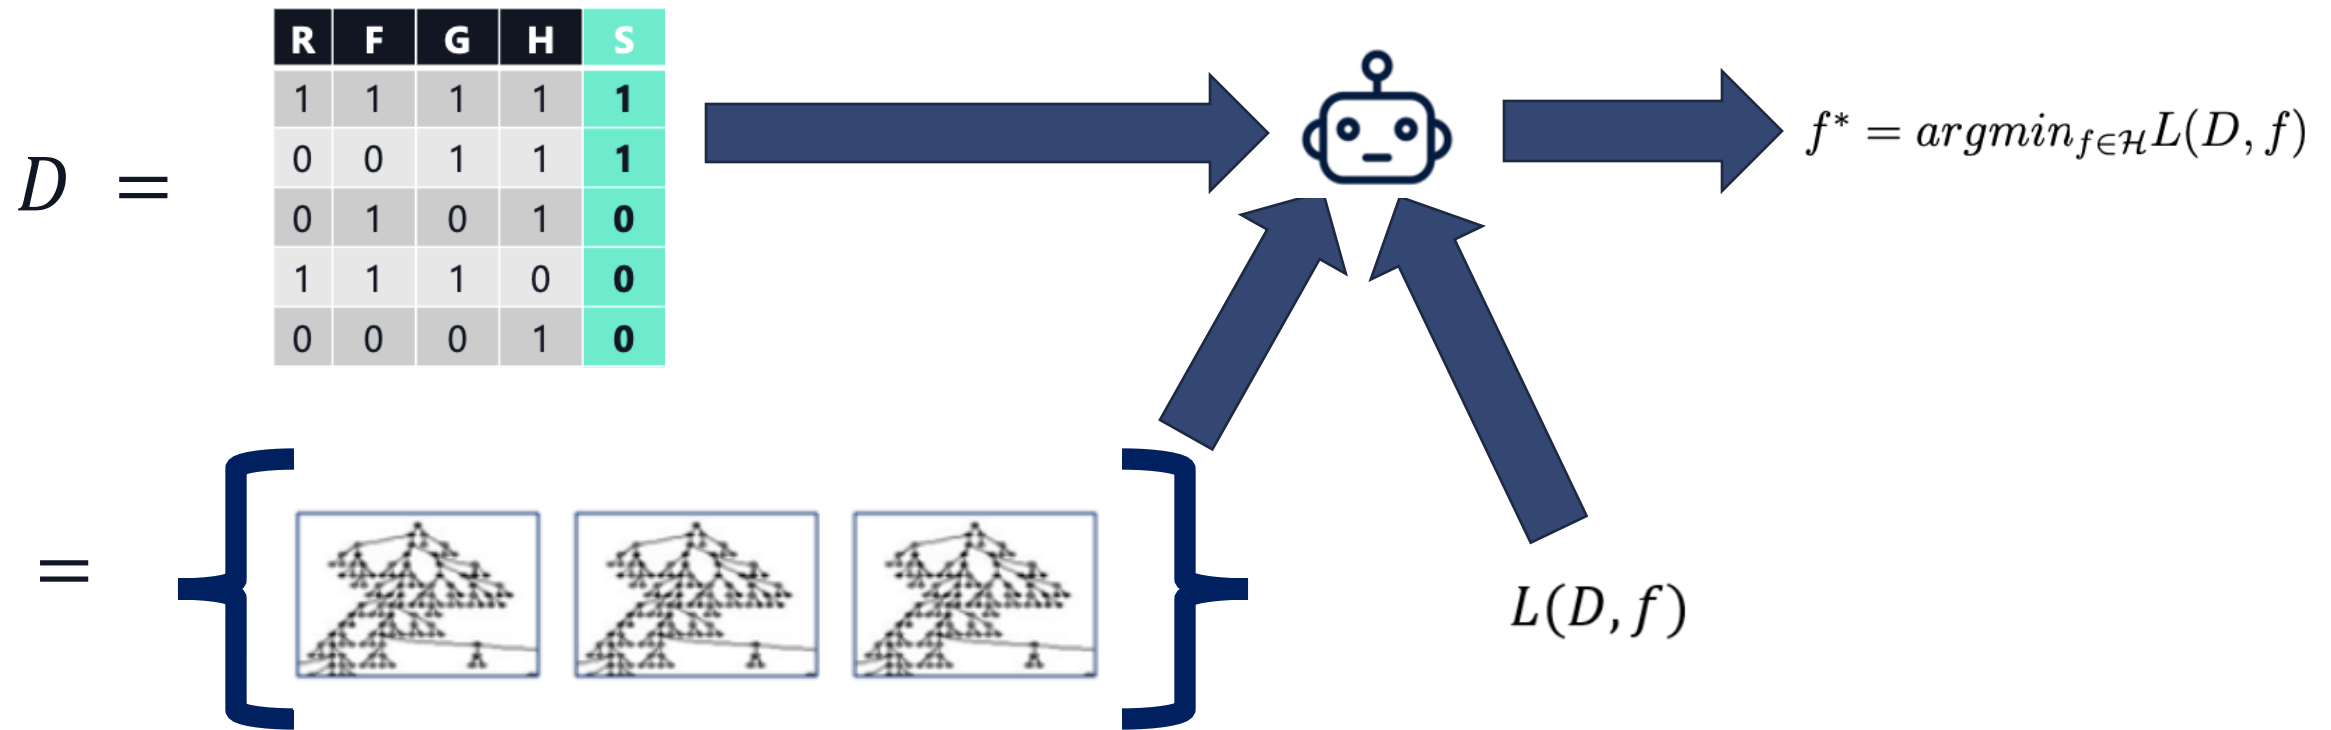 R F G H S
1 1 1 1 1
0 0 1 1 1
0 1 0 1 0
1 1 1 0 0
0 0 0 1 0
D =
f* = argmin_{f∈ℋ}L(D, f)
=
L(D, f)